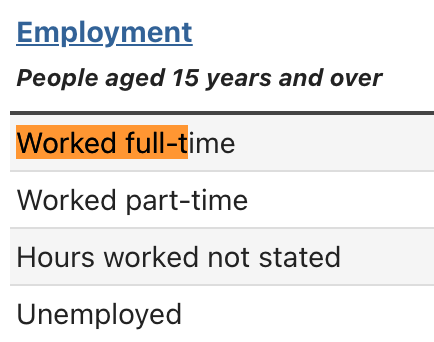 Employment
People aged 15 years and over
Worked full-time
Worked part-time
Hours worked not stated
Unemployed